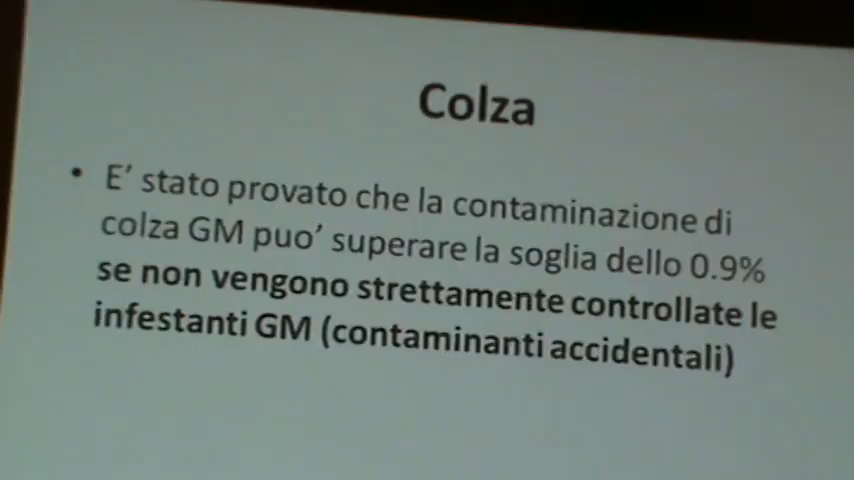 Colza
• E' stato provato che la contaminazione di
colza GM puo' superare la soglia dello 0.9%
se non vengono strettamente controllate le
infestanti GM (contaminanti accidentali)